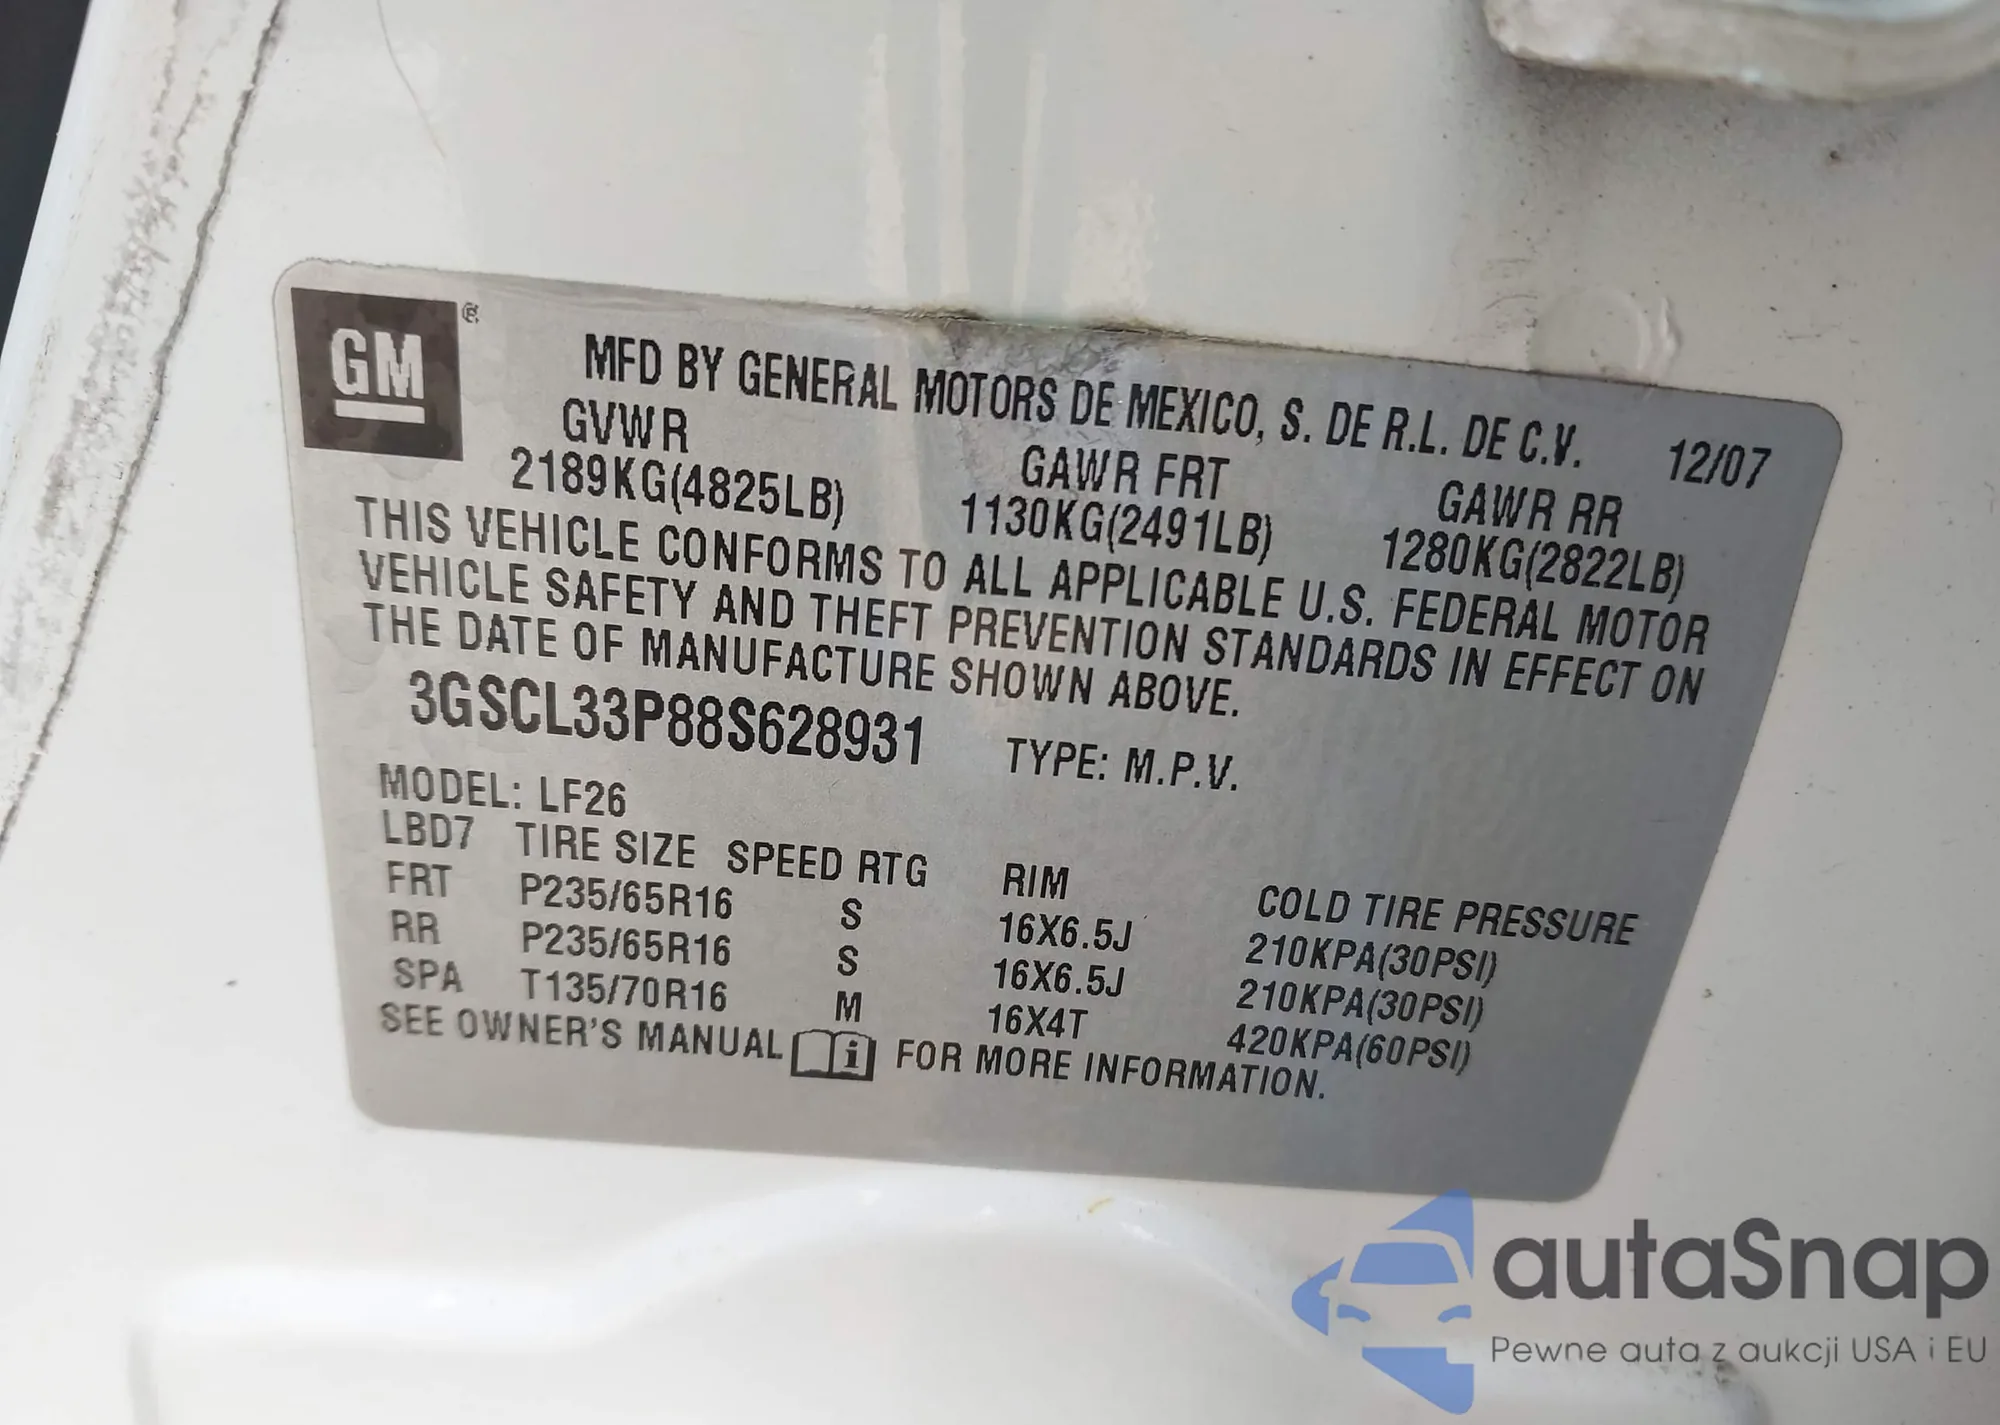 GM ®
MFD BY GENERAL MOTORS DE MEXICO, S. DE R.L. DE C.V. 12/07
GVWR GAWR FRT GAWR RR
2189KG(4825LB) 1130KG(2491LB) 1280KG(2822LB)
THIS VEHICLE CONFORMS TO ALL APPLICABLE U.S. FEDERAL MOTOR
VEHICLE SAFETY AND THEFT PREVENTION STANDARDS IN EFFECT ON
THE DATE OF MANUFACTURE SHOWN ABOVE.
3GSCL33P88S628931 TYPE: M.P.V.
MODEL: LF26
LBD7 TIRE SIZE SPEED RTG RIM COLD TIRE PRESSURE
FRT P235/65R16 S 16X6.5J 210KPA(30PSI)
RR P235/65R16 S 16X6.5J 210KPA(30PSI)
SPA T135/70R16 M 16X4T 420KPA(60PSI)
SEE OWNER'S MANUAL i FOR MORE INFORMATION.
autaSnap
Pewne auta z aukcji USA i EU